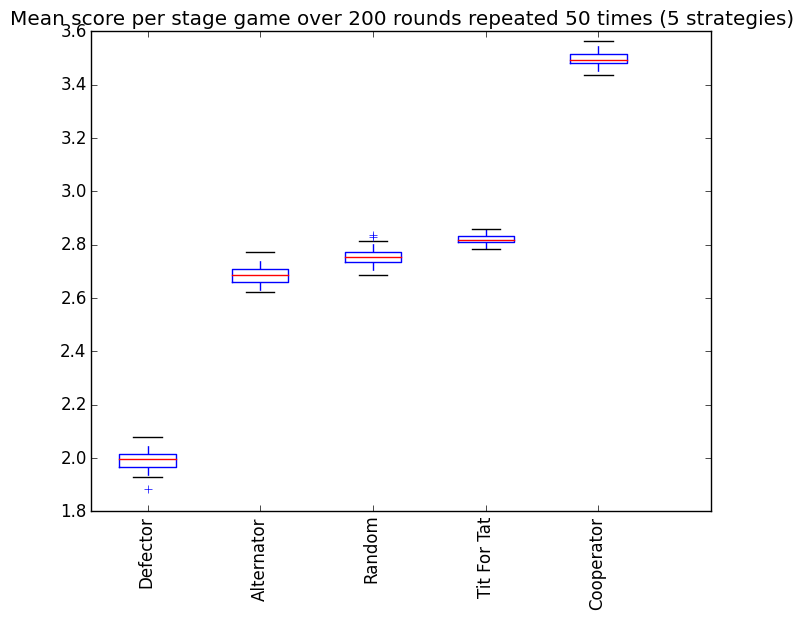 Mean score per stage game over 200 rounds repeated 50 times (5 strategies)
3.6
3.4
3.2
3.0
2.8
2.6
2.4
2.2
2.0
1.8
Defector
Alternator
Random
Tit For Tat
Cooperator